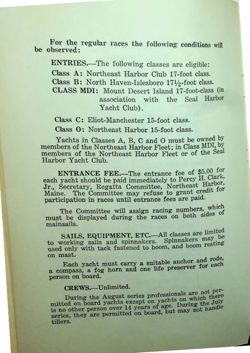 For the regular races the following conditions will
be observed:
ENTRIES.—The following classes are eligible:
Class A: Northeast Harbor Club 17-foot class.
Class B: North Haven-Islesboro 17½-foot class.
CLASS MDI: Mount Desert Island 17-foot-class (in
association with the Seal Harbor
Yacht Club).
Class C: Eliot-Manchester 15-foot class.
Class O: Northeast Harbor 15-foot class.
Yachts in Classes A, B, C and O must be owned by
members of the Northeast Harbor Fleet; in Class MDI, by
members of the Northeast Harbor Fleet or of the Seal
Harbor Yacht Club.
ENTRANCE FEE.—The entrance fee of $5.00 for
each yacht should be paid immediately to Percy H. Clark,
Jr., Secretary, Regatta Committee, Northeast Harbor,
Maine. The Committee may refuse to grant credit for
participation in races until entrance fees are paid.
The Committee will assign racing numbers, which
must be displayed during the races on both sides of
mainsails.
SAILS, EQUIPMENT, ETC.—All classes are limited
to working sails and spinnakers. Spinnakers may be
used only with tack fastened to boom, and boom resting
on mast.
Each yacht must carry a suitable anchor and rode,
a compass, a fog horn and one life preserver for each
person on board.
CREWS.—Unlimited.
During the August series professionals are not per-
mitted on board yachts except on yachts on which there
is no other person over 14 years of age. During the July
series, they are permitted on board, but may not handle
tillers.